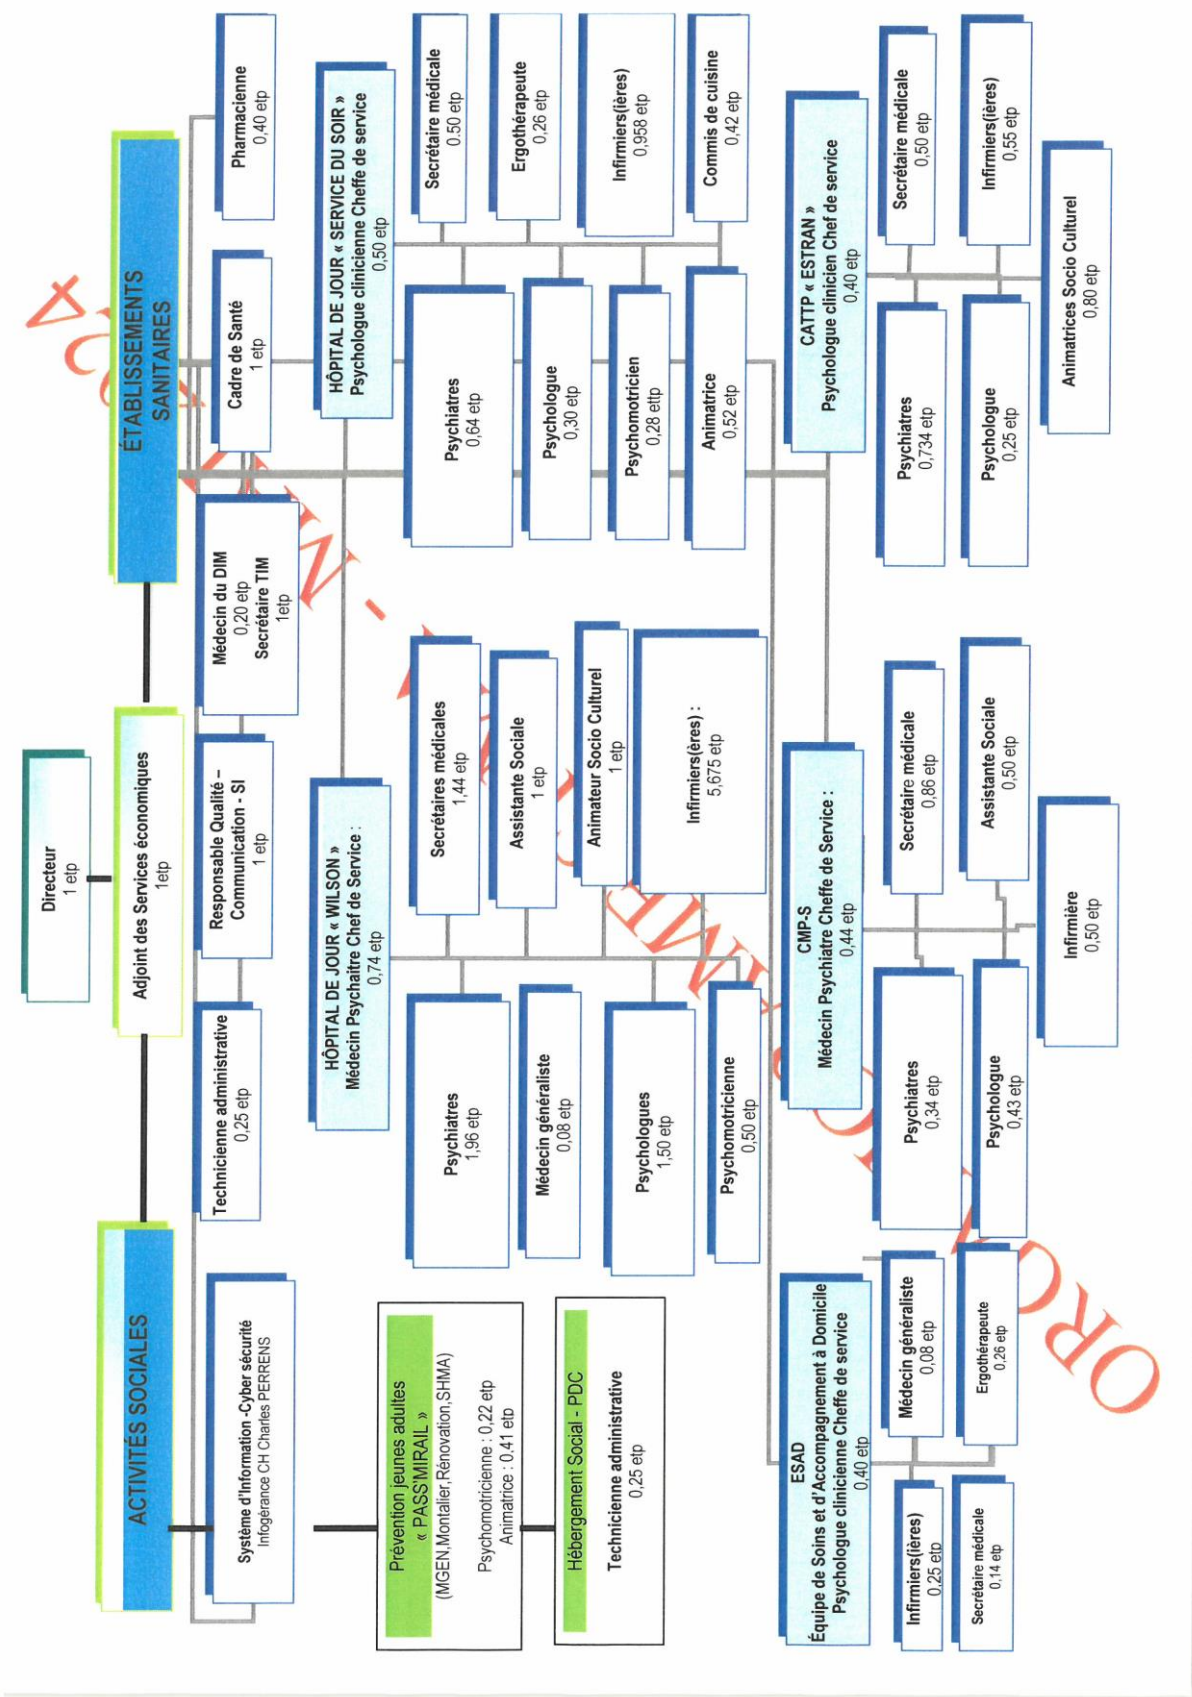 Directeur
1 etp
ACTIVITÉS SOCIALES
Adjoint des Services économiques
1etp
ÉTABLISSEMENTS
SANITAIRES
Système d'Information -Cyber sécurité
Infogérance CH Charles PERRENS
Technicienne administrative
0,25 etp
Responsable Qualité –
Communication - SI
1 etp
Médecin du DIM
0,20 etp
Secrétaire TIM
1etp
Cadre de Santé
1 etp
Pharmacienne
0,40 etp
Prévention jeunes adultes
« PASS'MIRAIL »
(MGEN,Montalier,Rénovation,SHMA)
Psychomotricienne : 0,22 etp
Animatrice : 0,41 etp
Hébergement Social - PDC
Technicienne administrative
0,25 etp
HÔPITAL DE JOUR « WILSON »
Médecin Psychaitre Chef de Service :
0,74 etp
Psychiatres
1,96 etp
Secrétaires médicales
1,44 etp
Médecin généraliste
0,08 etp
Assistante Sociale
1 etp
Animateur Socio Culturel
1 etp
Psychologues
1,50 etp
Infirmiers(ères) :
5,675 etp
Psychomotricienne
0,50 etp
HÔPITAL DE JOUR « SERVICE DU SOIR »
Psychologue clinicienne Cheffe de service
0,50 etp
Psychiatres
0,64 etp
Secrétaire médicale
0.50 etp
Psychologue
0,30 etp
Ergothérapeute
0,26 etp
Psychomotricien
0,28 ettp
Infirmiers(ières)
0,958 etp
Animatrice
0,52 etp
Commis de cuisine
0,42 etp
ESAD
Équipe de Soins et d'Accompagnement à Domicile
Psychologue clinicienne Cheffe de service
0,40 etp
Infirmiers(ières)
0,25 etp
Médecin généraliste
0,08 etp
Secrétaire médicale
0,14 etp
Ergothérapeute
0,26 etp
CMP-S
Médecin Psychiatre Cheffe de Service :
0,44 etp
Psychiatres
0,34 etp
Secrétaire médicale
0,86 etp
Psychologue
0,43 etp
Assistante Sociale
0,50 etp
Infirmière
0,50 etp
CATTP « ESTRAN »
Psychologue clinicien Chef de service
0,40 etp
Psychiatres
0,734 etp
Secrétaire médicale
0,50 etp
Psychologue
0,25 etp
Infirmiers(ières)
0,55 etp
Animatrices Socio Culturel
0,80 etp